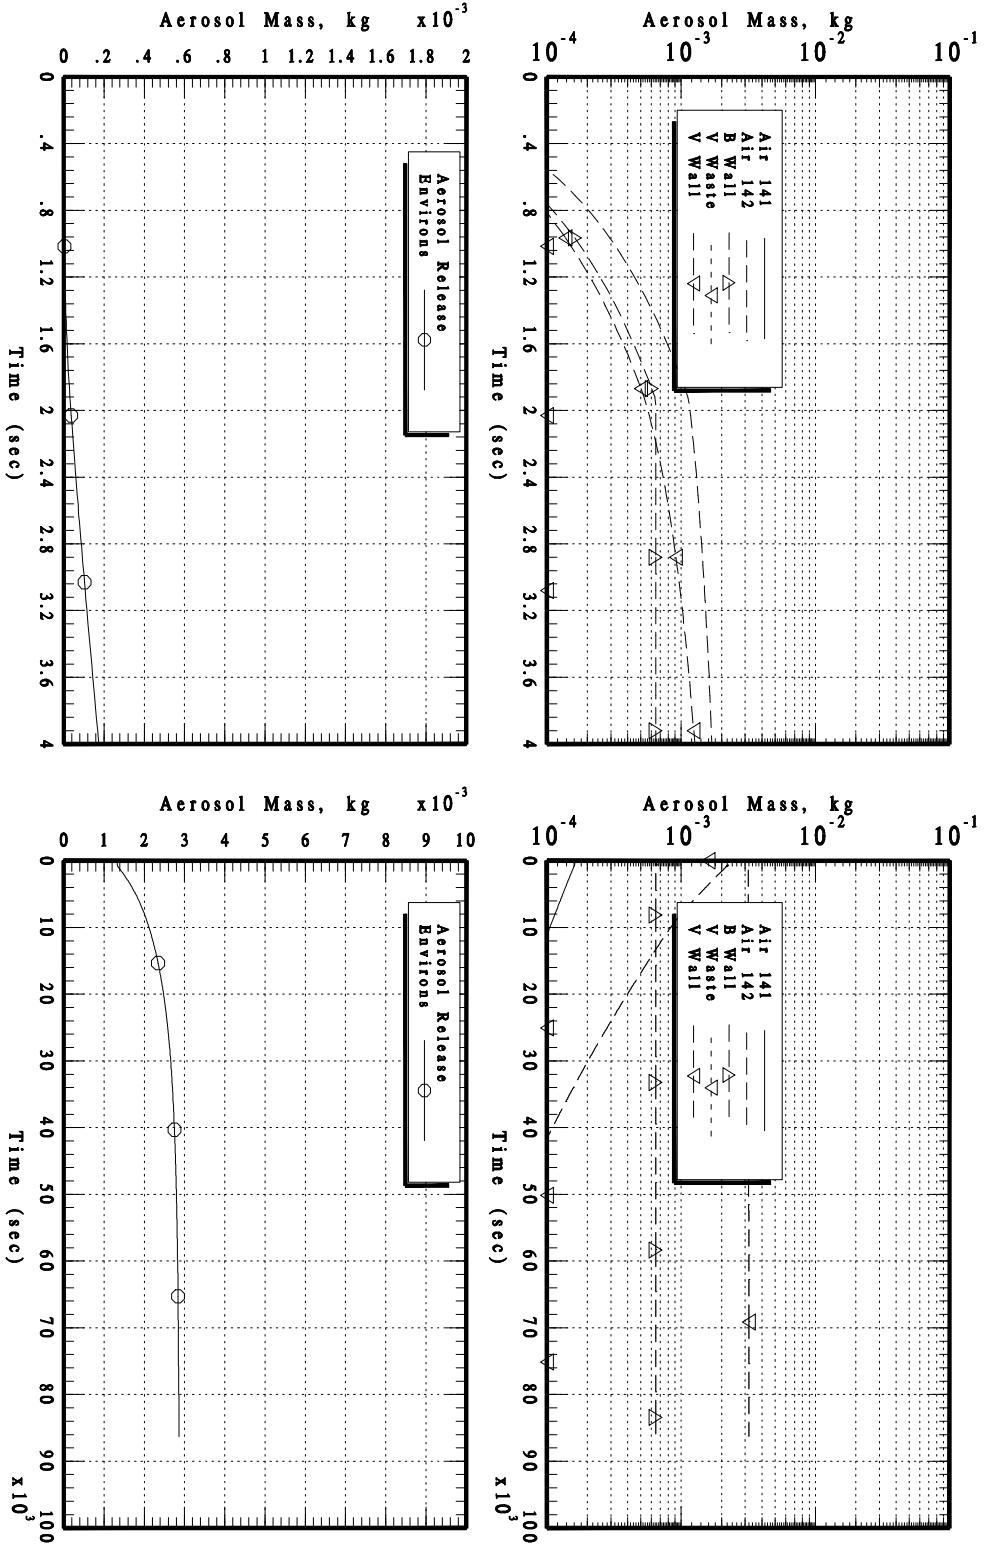 Aerosol Mass, kg x10-3
0 .2 .4 .6 .8 1 1.2 1.4 1.6 1.8 2
0 .4 .8 1.2 1.6 2 2.4 2.8 3.2 3.6 4
Time (sec)
Aerosol Release
Environs
Aerosol Mass, kg
10-4 10-3 10-2 10-1
0 .4 .8 1.2 1.6 2 2.4 2.8 3.2 3.6 4
Time (sec)
Air 141
Air 142
B Wall
V Waste
V Wall
Aerosol Mass, kg x10-3
0 1 2 3 4 5 6 7 8 9 10
0 10 20 30 40 50 60 70 80 90 100
Time (sec) x103
Aerosol Release
Environs
Aerosol Mass, kg
10-4 10-3 10-2 10-1
0 10 20 30 40 50 60 70 80 90 100
Time (sec) x103
Air 141
Air 142
B Wall
V Waste
V Wall